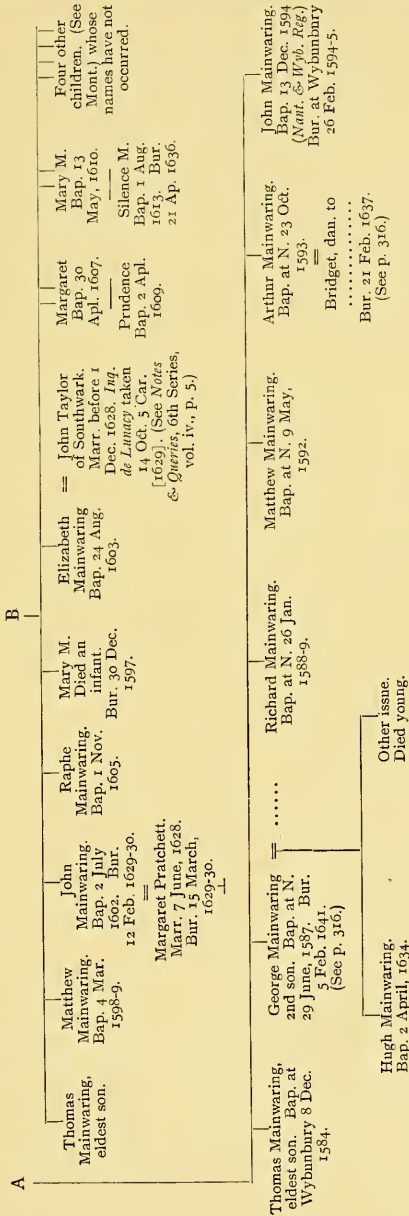 A
B
Thomas
Mainwaring,
eldest son.
Matthew
Mainwaring.
Bap. 4 Mar.
1598-9.
John
Mainwaring.
Bap. 2 July
1602. Bur.
12 Feb. 1629-30.
=
Margaret Pratchett.
Marr. 7 June, 1628.
Bur. 15 March,
1629-30.
Raphe
Mainwaring.
Bap. 1 Nov.
1605.
Mary M.
Died an
infant.
Bur. 30 Dec.
1597.
Elizabeth
Mainwaring
Bap. 24 Aug.
1603.
= John Taylor
of Southwark.
Marr. before 1
Dec. 1628. Inq.
de Lunacy taken
14 Oct. 5 Car.
[1629]. (See Notes
& Queries, 6th Series,
vol. iv., p. 5.)
Margaret
Bap. 30
Apl. 1607.
Prudence
Bap. 2 Apl.
1609.
Mary M.
Bap. 13
May, 1610.
Silence M.
Bap. 1 Aug.
1613. Bur.
21 Ap. 1636.
Four other
children. (See
Mont.) whose
names have not
occurred.
Thomas Mainwaring,
eldest son. Bap. at
Wybunbury 8 Dec.
1584.
George Mainwaring
2nd son. Bap. at N.
29 June, 1587. Bur.
5 Feb. 1641.
(See p. 316.)
= ......
Hugh Mainwaring.
Bap. 2 April, 1634.
Other issue.
Died young.
Richard Mainwaring.
Bap. at N. 26 Jan.
1588-9.
Matthew Mainwaring.
Bap. at N. 9 May,
1592.
Arthur Mainwaring.
Bap. at N. 23 Oct.
1593.
=
Bridget, dau. to
...............
Bur. 21 Feb. 1637.
(See p. 316.)
John Mainwaring.
Bap. 13 Dec. 1594
(Nant. & Wyb. Reg.)
Bur. at Wybunbury
26 Feb. 1594-5.